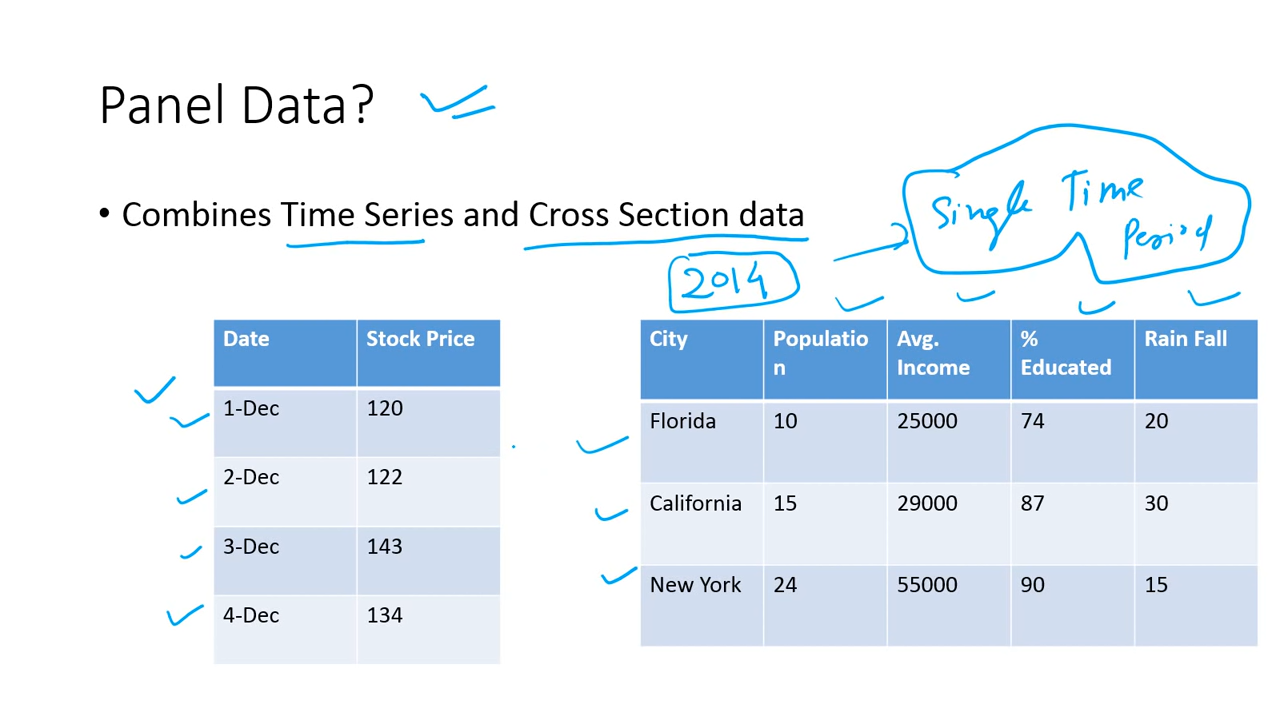 Panel Data?
• Combines Time Series and Cross Section data
Single Time
Period
2014
Date Stock Price
1-Dec 120
2-Dec 122
3-Dec 143
4-Dec 134
City Populatio Avg. % Rain Fall
n Income Educated
Florida 10 25000 74 20
California 15 29000 87 30
New York 24 55000 90 15